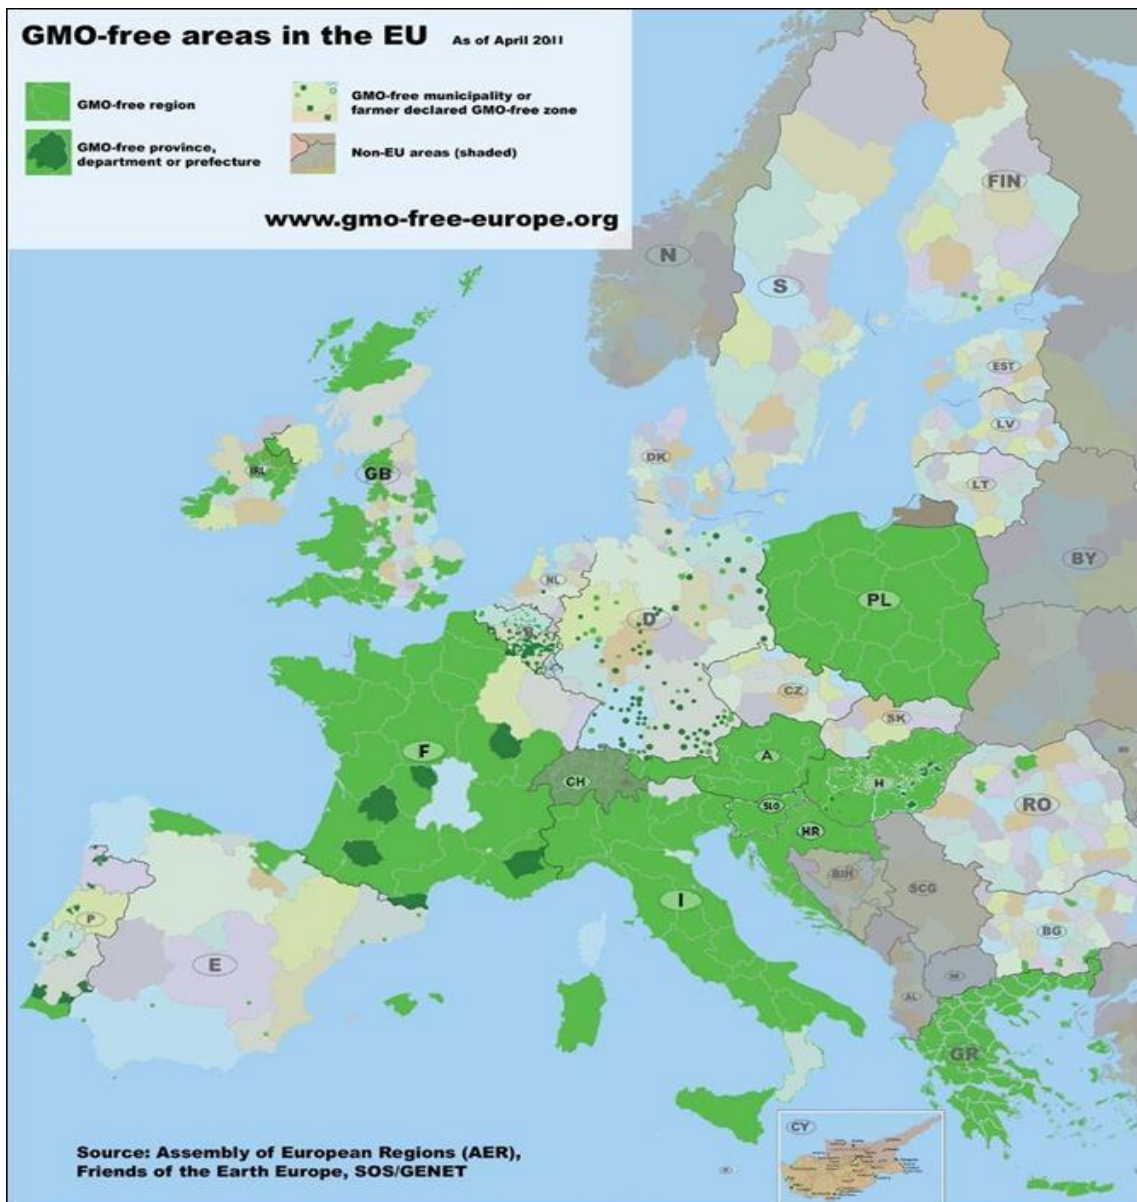 GMO-free areas in the EU As of April 2011
GMO-free region
GMO-free municipality or
farmer declared GMO-free zone
GMO-free province,
department or prefecture
Non-EU areas (shaded)
www.gmo-free-europe.org
FIN
N
S
EST
LV
DK
LT
IRL
GB
BY
NL
PL
D
CZ
SK
F
A
CH
H
SLO
RO
HR
BIH
SCG
I
P
BG
E
AL
GR
CY
Source: Assembly of European Regions (AER),
Friends of the Earth Europe, SOS/GENET